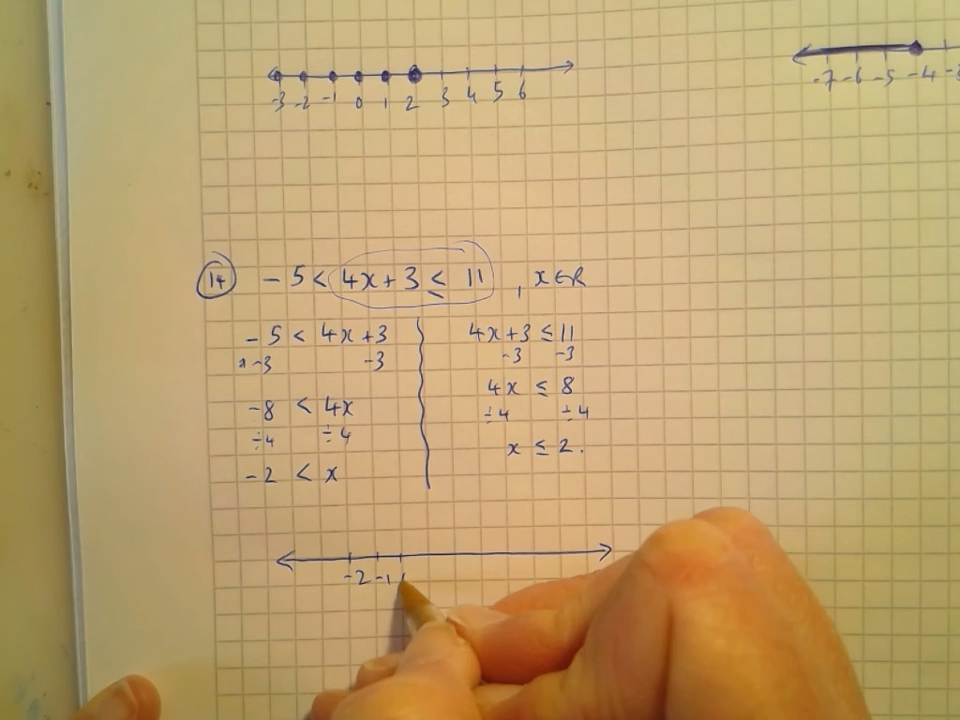 -3 -2 -1 0 1 2 3 4 5 6
-7 -6 -5 -4
14 -5 < 4x+3 ≤ 11 , x∈R
-5 < 4x+3
-3 -3
-8 < 4x
÷4 ÷4
-2 < x
4x+3 ≤ 11
-3 -3
4x ≤ 8
÷4 ÷4
x ≤ 2.
-2 -1